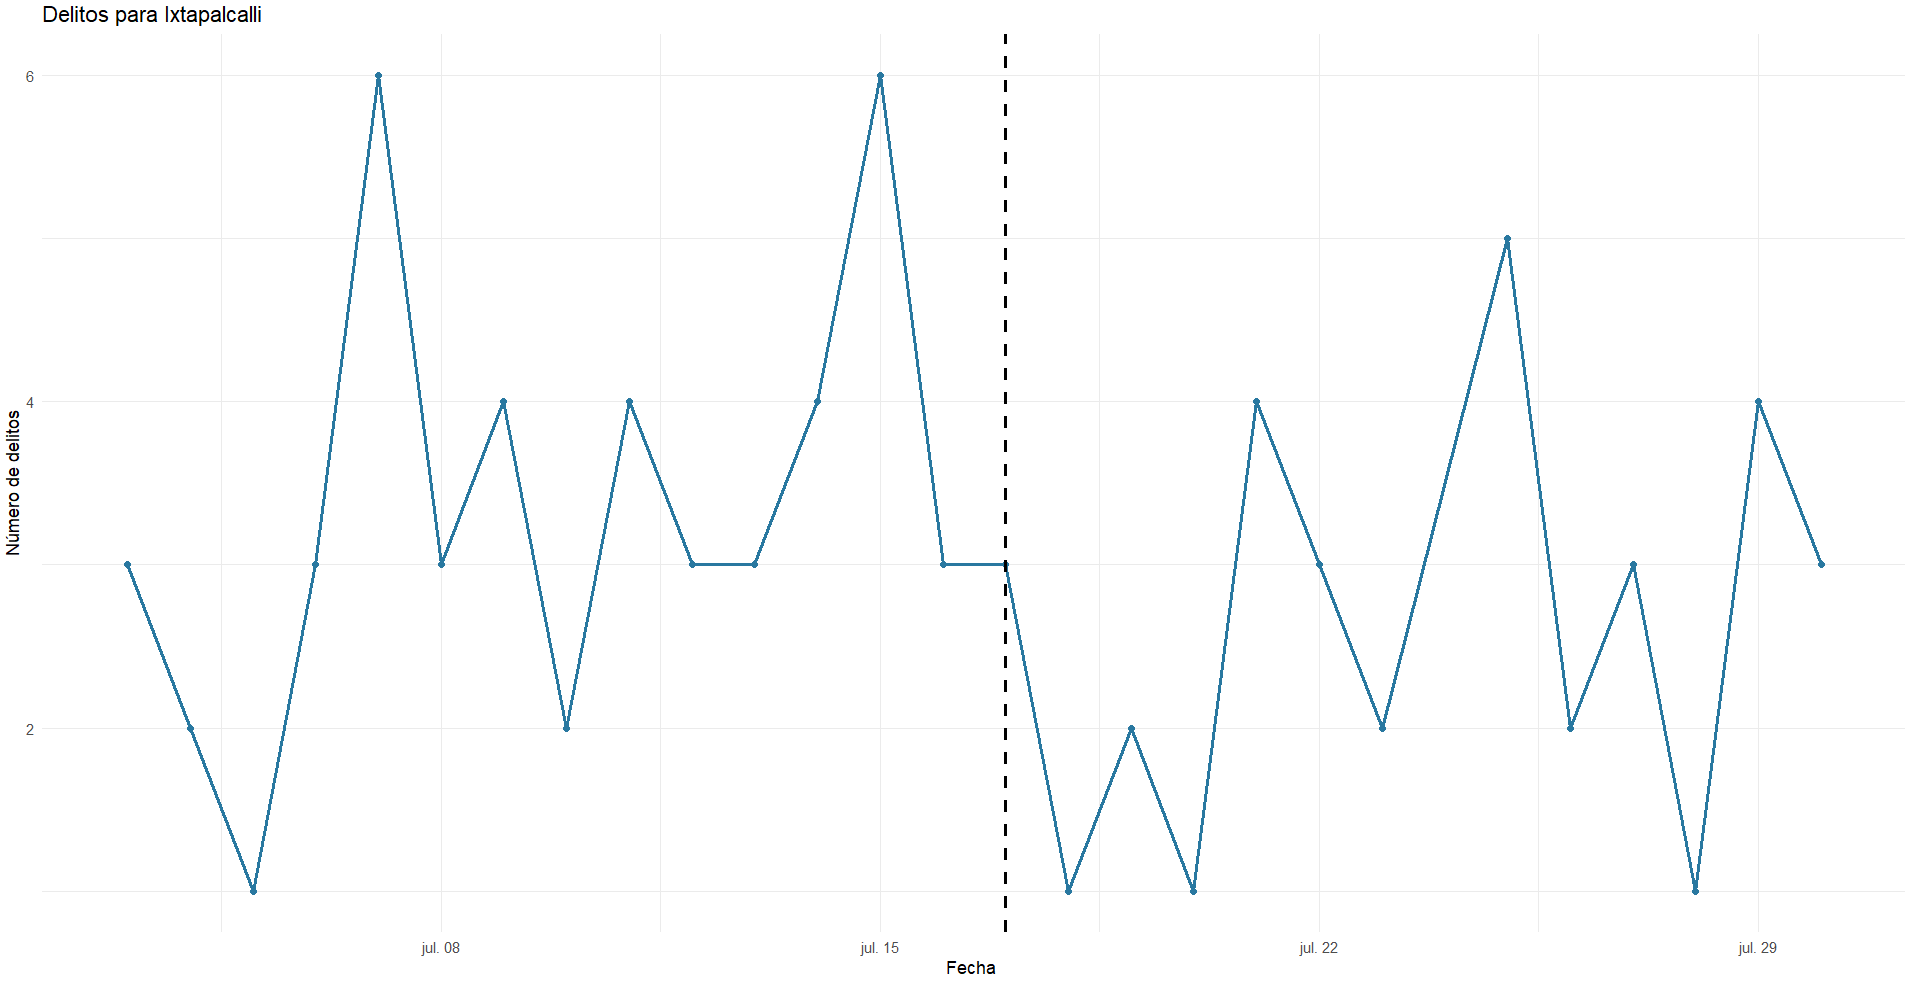 Delitos para Ixtapalcalli
Número de delitos
6
4
2
jul. 08
jul. 15
jul. 22
jul. 29
Fecha